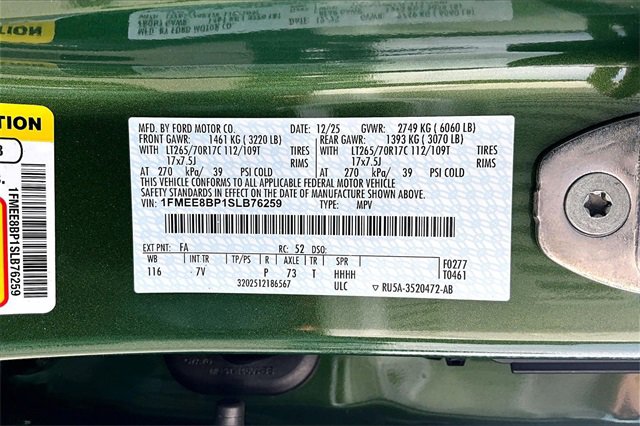 MFD. BY FORD MOTOR CO. DATE: 12/25 GVWR: 2749 KG (6060 LB)
FRONT GAWR: 1461 KG (3220 LB) REAR GAWR: 1393 KG (3070 LB)
WITH LT265/70R17C 112/109T TIRES WITH LT265/70R17C 112/109T TIRES
17x7.5J RIMS 17x7.5J RIMS
AT 270 kPa/ 39 PSI COLD AT 270 kPa/ 39 PSI COLD
THIS VEHICLE CONFORMS TO ALL APPLICABLE FEDERAL MOTOR VEHICLE
SAFETY STANDARDS IN EFFECT ON THE DATE OF MANUFACTURE SHOWN ABOVE.
VIN: 1FMEE8BP1SLB76259 TYPE: MPV
EXT PNT: FA RC: 52 DSO:
WB INT TR TP/PS R AXLE TR SPR F0277
116 7V P 73 T HHHH T0461
3202512186567 ULC RU5A-3520472-AB
1FMEE8BP1SLB76259